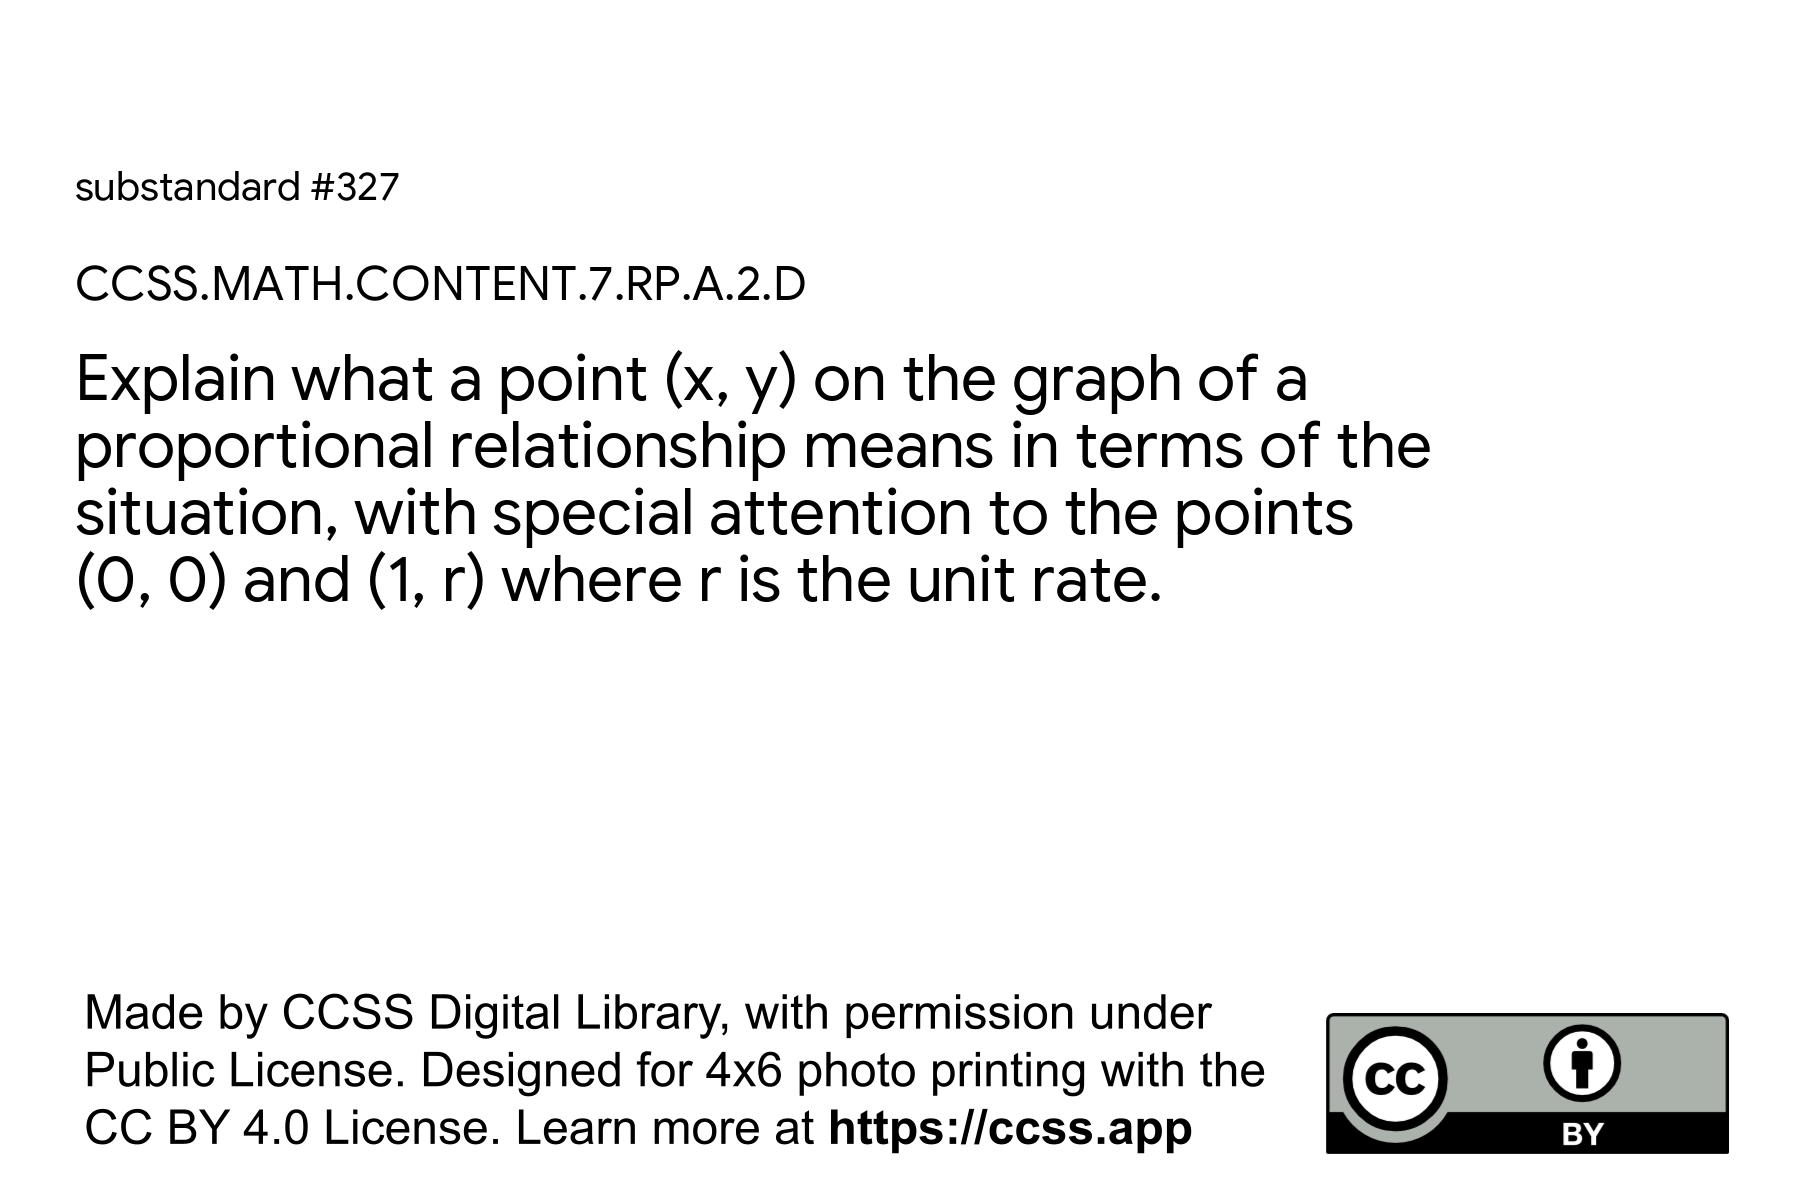 substandard #327
CCSS.MATH.CONTENT.7.RP.A.2.D
Explain what a point (x, y) on the graph of a
proportional relationship means in terms of the
situation, with special attention to the points
(0, 0) and (1, r) where r is the unit rate.
Made by CCSS Digital Library, with permission under
Public License. Designed for 4x6 photo printing with the
CC BY 4.0 License. Learn more at https://ccss.app
cc
BY